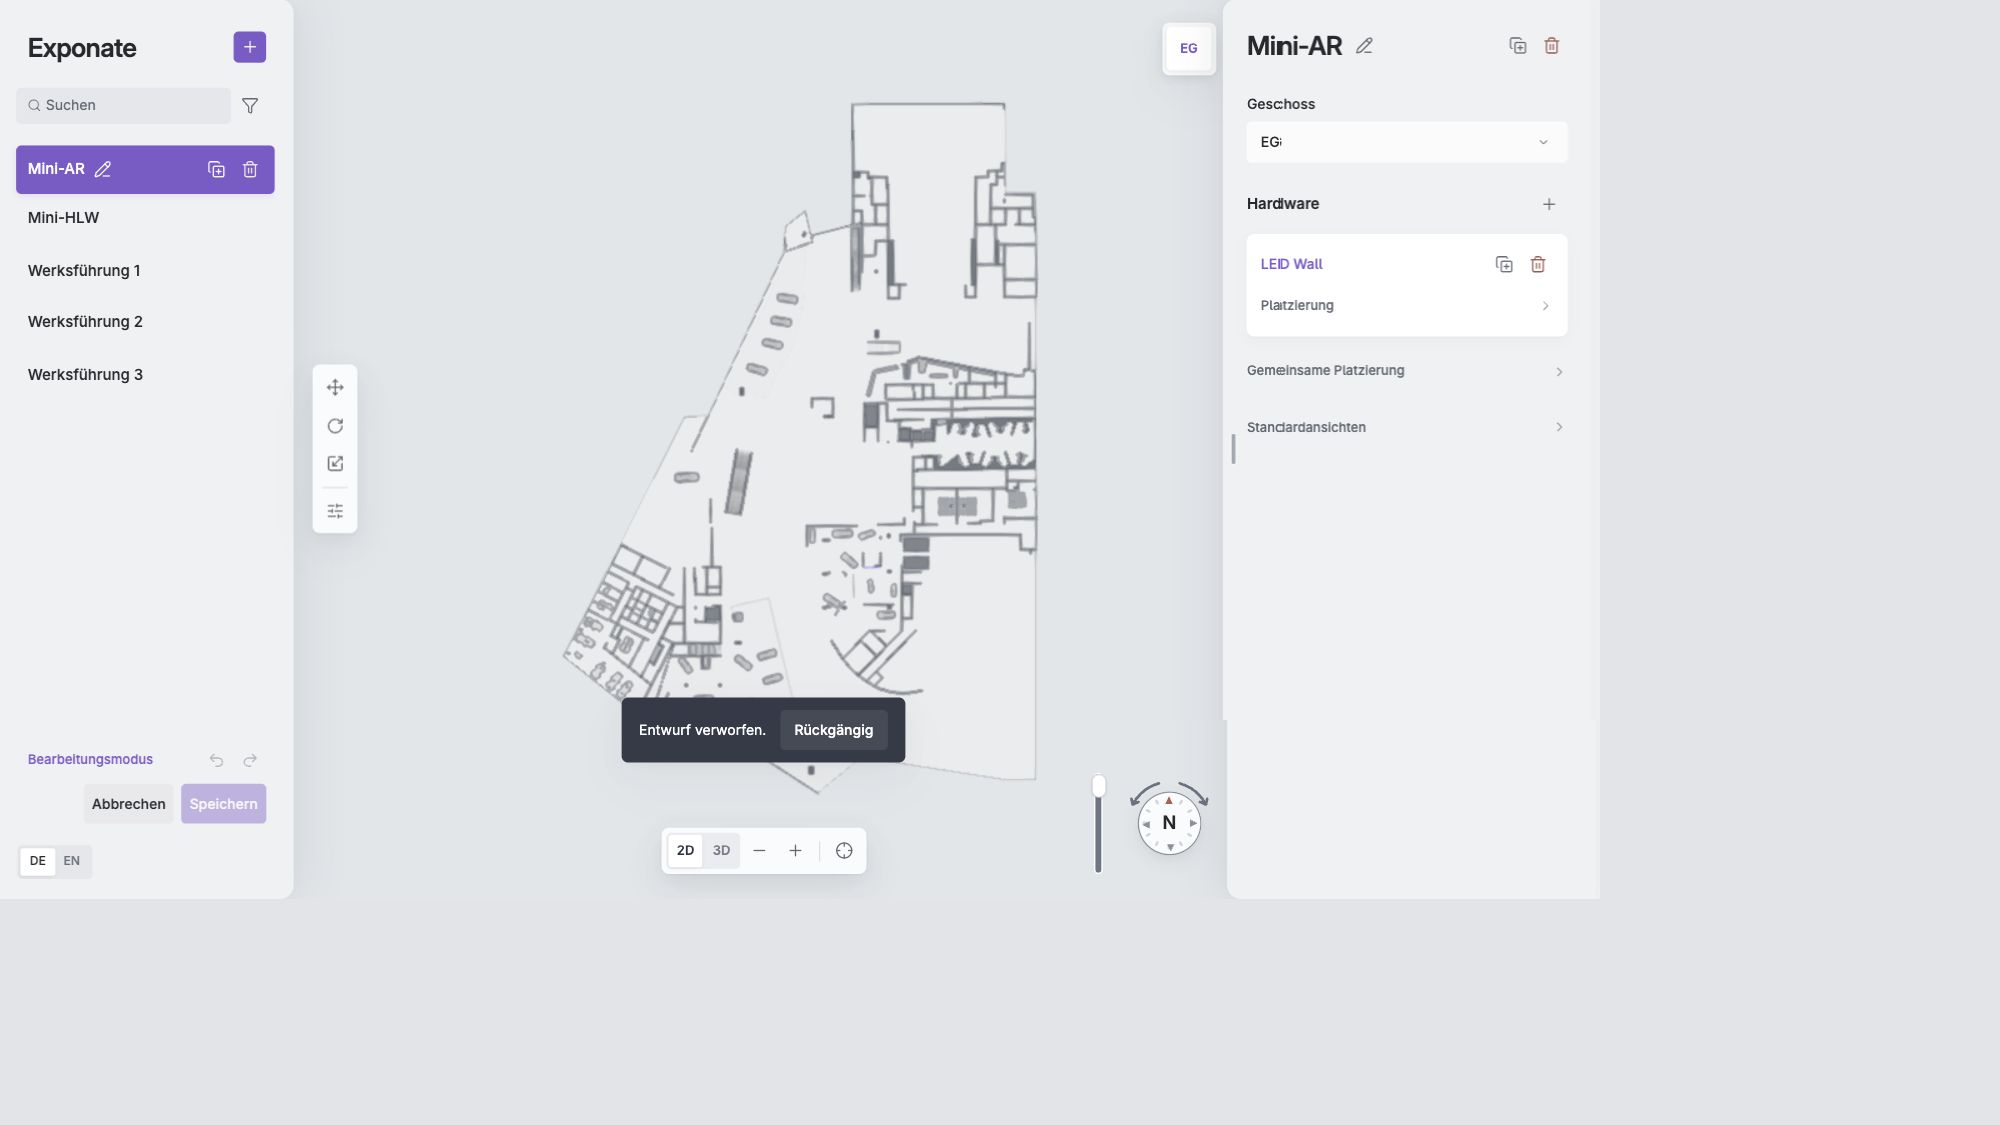 Exponate
Suchen
Mini-AR
Mini-HLW
Werksführung 1
Werksführung 2
Werksführung 3
Bearbeitungsmodus
Abbrechen
Speichern
DE
EN
EG
Entwurf verworfen.
Rückgängig
2D
3D
N
Mini-AR
Geschoss
EG
Hardware
LED Wall
Platzierung
Gemeinsame Platzierung
Standardansichten